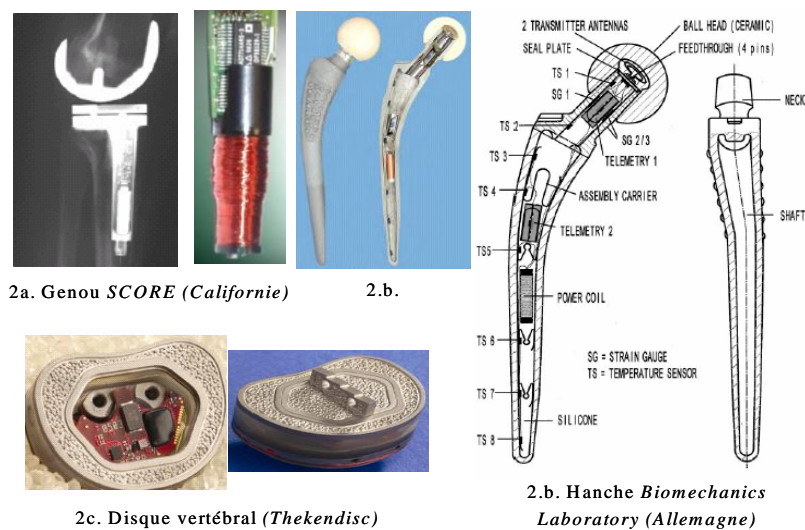 2 TRANSMITTER ANTENNAS
SEAL PLATE
TS 1
SG 1
TS 2
TS 3
TS 4
TS5
TS 6
TS 7
TS 8
BALL HEAD (CERAMIC)
FEEDTHROUGH (4 pins)
SG 2/3
TELEMETRY 1
ASSEMBLY CARRIER
TELEMETRY 2
POWER COIL
SG = STRAIN GAUGE
TS = TEMPERATURE SENSOR
SILICONE
NECK
SHAFT
2a. Genou SCORE (Californie)
2.b.
2c. Disque vertébral (Thekendisc)
2.b. Hanche Biomechanics
Laboratory (Allemagne)